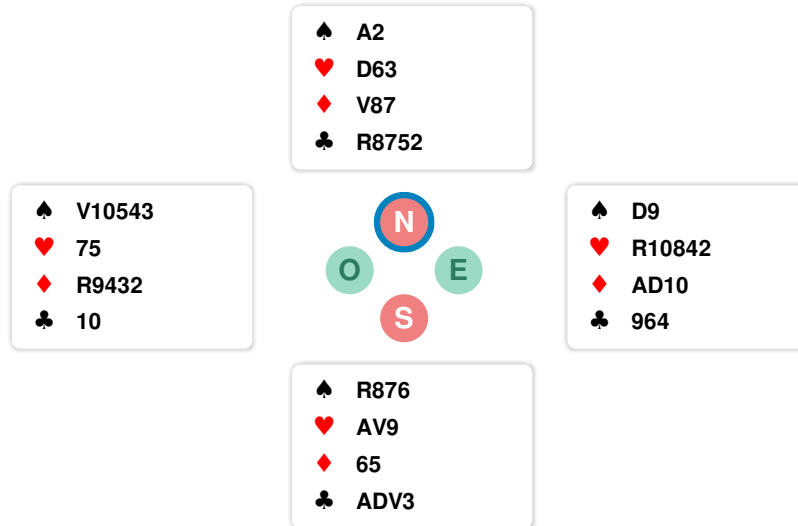 ♠ A2
♥ D63
♦ V87
♣ R8752
♠ V10543
♥ 75
♦ R9432
♣ 10
N
O E
S
♠ D9
♥ R10842
♦ AD10
♣ 964
♠ R876
♥ AV9
♦ 65
♣ ADV3